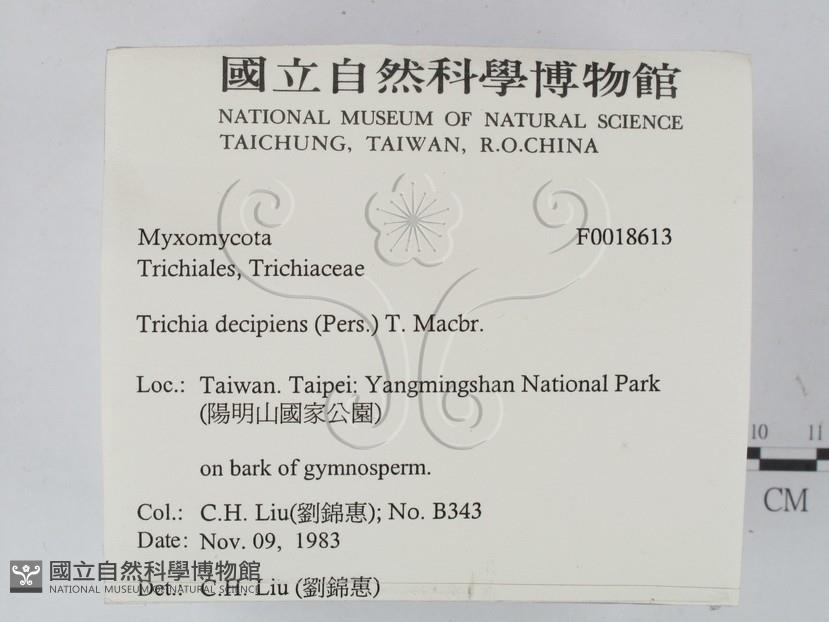 國立自然科學博物館
NATIONAL MUSEUM OF NATURAL SCIENCE
TAICHUNG, TAIWAN, R.O.CHINA
Myxomycota F0018613
Trichiales, Trichiaceae
Trichia decipiens (Pers.) T. Macbr.
Loc.: Taiwan. Taipei: Yangmingshan National Park
(陽明山國家公園)
on bark of gymnosperm.
Col.: C.H. Liu(劉錦惠); No. B343
Date: Nov. 09, 1983
Det.: C.H. Liu (劉錦惠)
國立自然科學博物館
NATIONAL MUSEUM OF NATURAL SCIENCE
10 11
CM